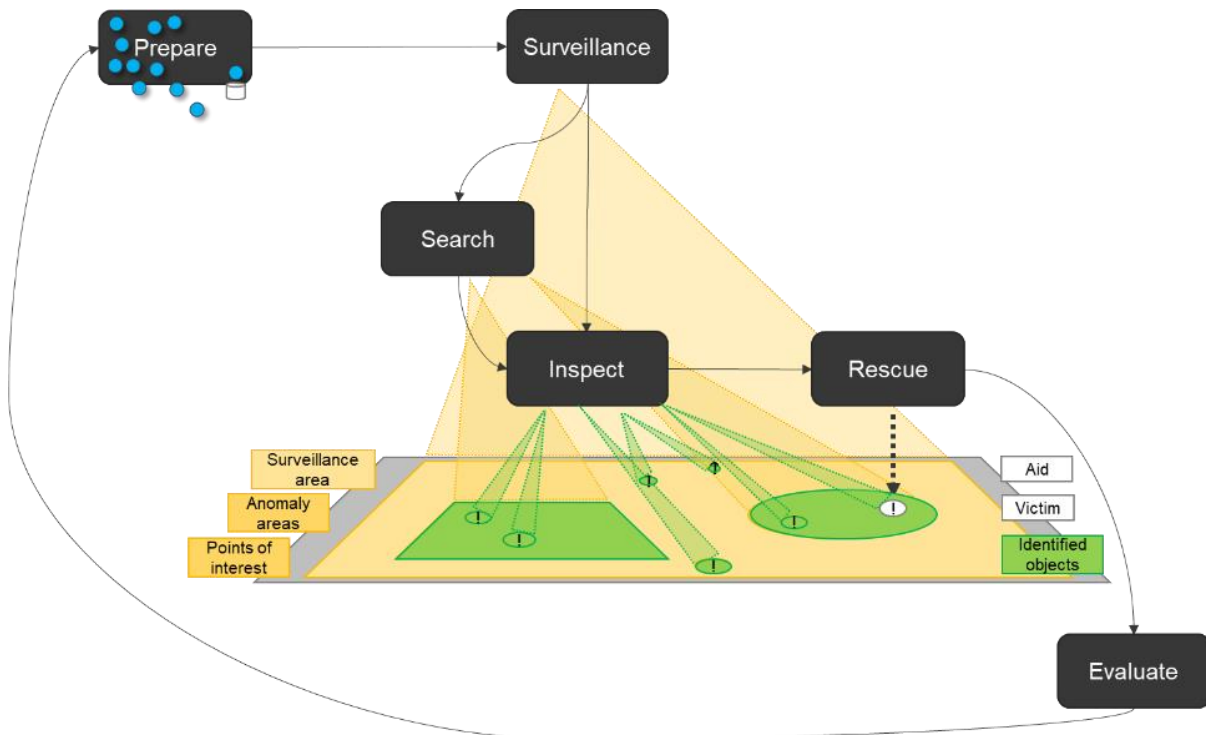 Prepare
Surveillance
Search
Inspect
Rescue
Surveillance
area
Anomaly
areas
Points of
interest
!
!
!
!
!
!
Aid
Victim
Identified
objects
Evaluate